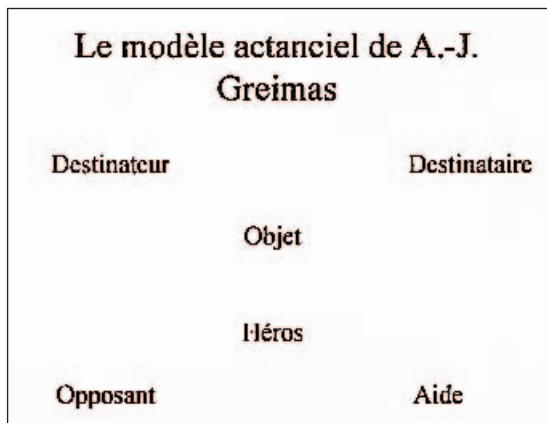 Le modèle actanciel de A.-J.
Greimas
Destinateur Destinataire
Objet
Héros
Opposant Aide